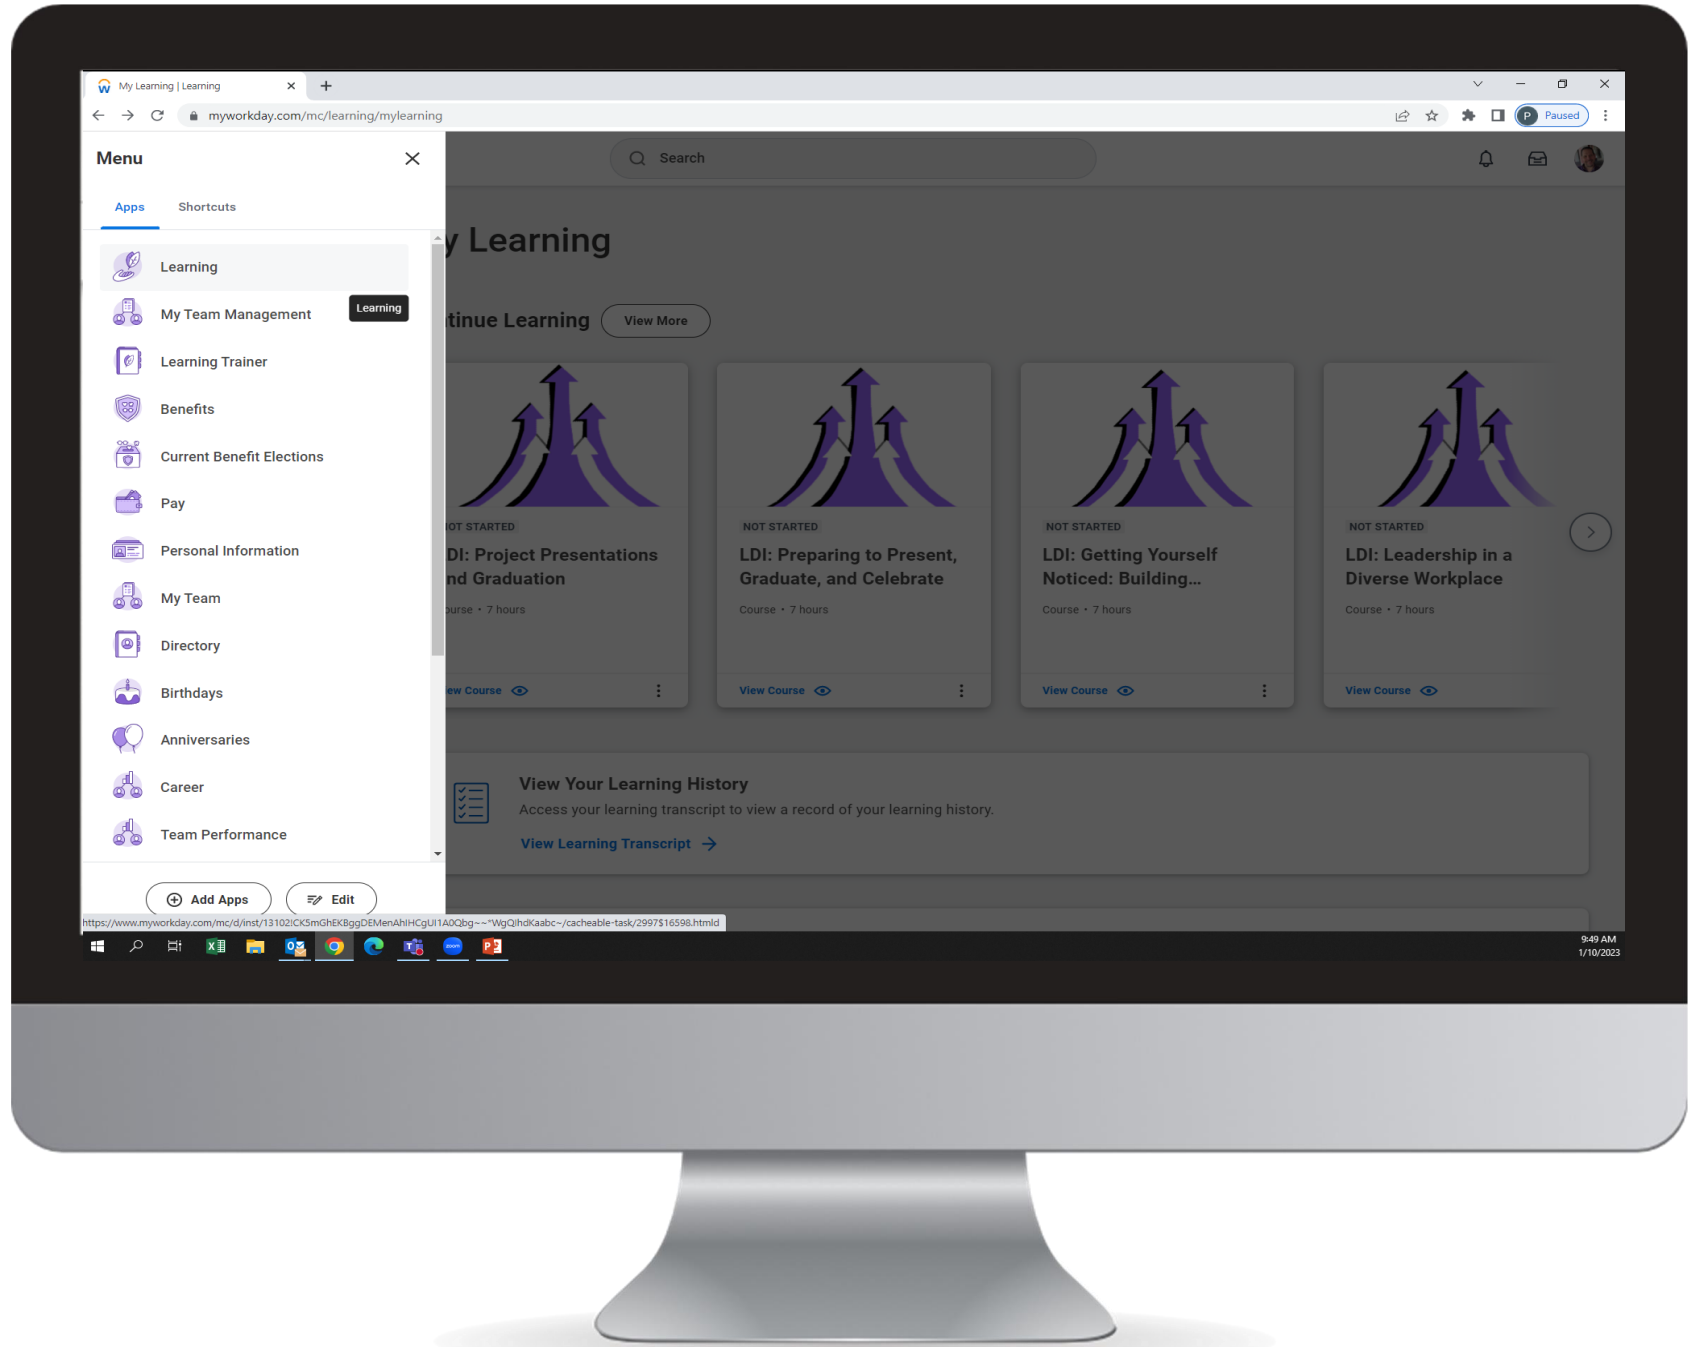 My Learning | Learning
myworkday.com/mc/learning/mylearning
P Paused
Menu
Search
Apps Shortcuts
y Learning
Learning
My Team Management
Learning
tinue Learning View More
Learning Trainer
Benefits
Current Benefit Elections
Pay
Personal Information
My Team
Directory
Birthdays
Anniversaries
Career
Team Performance
Add Apps Edit
OT STARTED
DI: Project Presentations
nd Graduation
ourse • 7 hours
ew Course
NOT STARTED
LDI: Preparing to Present,
Graduate, and Celebrate
Course • 7 hours
View Course
NOT STARTED
LDI: Getting Yourself
Noticed: Building...
Course • 7 hours
View Course
NOT STARTED
LDI: Leadership in a
Diverse Workplace
Course • 7 hours
View Course
View Your Learning History
Access your learning transcript to view a record of your learning history.
View Learning Transcript
zoom
9:49 AM
1/10/2023